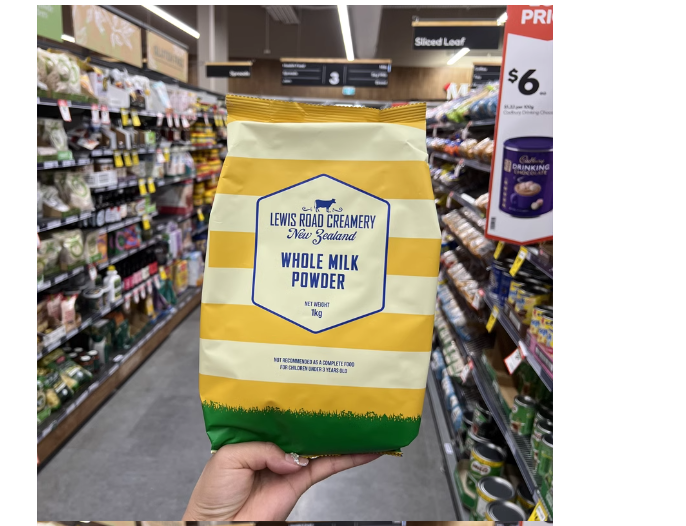 Sliced Loaf
3
PRI
$6
Cadbury
DRINKING
CHOCOLATE
LEWIS ROAD CREAMERY
New Zealand
WHOLE MILK
POWDER
NET WEIGHT
1kg
NOT RECOMMENDED AS A COMPLETE FOOD
FOR CHILDREN UNDER 3 YEARS OLD